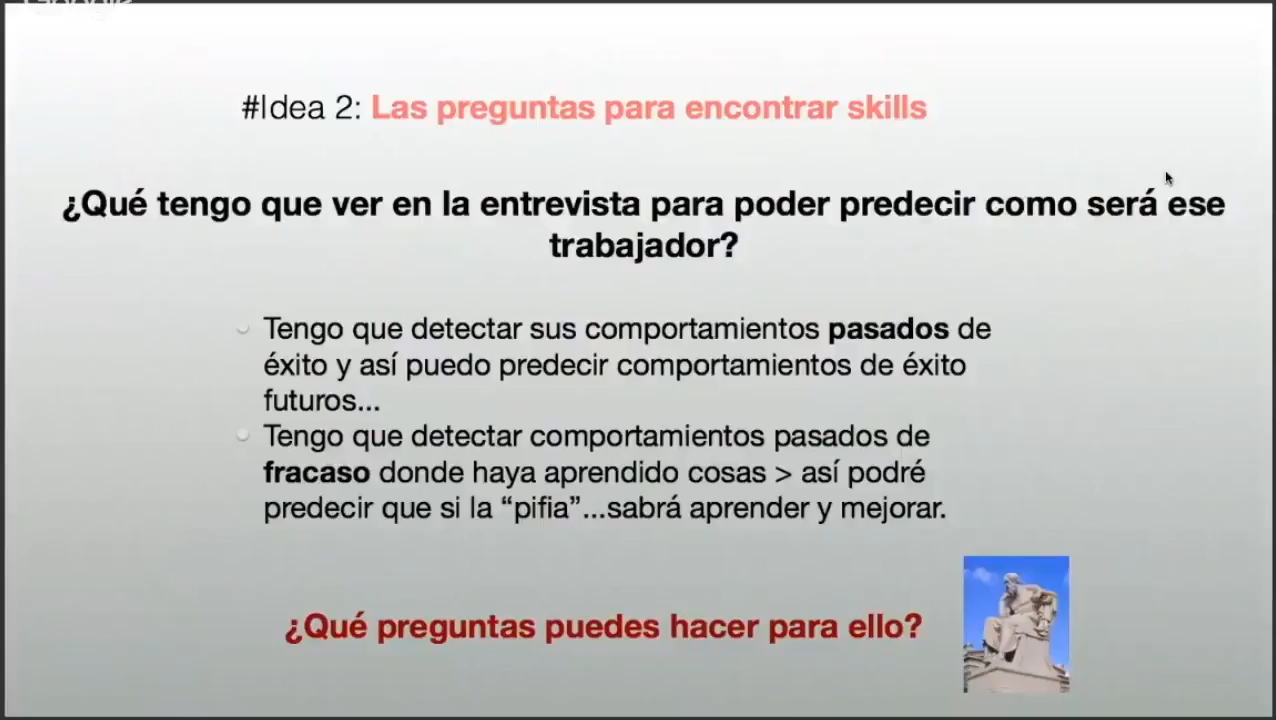 Google
#Idea 2: Las preguntas para encontrar skills
¿Qué tengo que ver en la entrevista para poder predecir como será ese
trabajador?
Tengo que detectar sus comportamientos pasados de
éxito y así puedo predecir comportamientos de éxito
futuros...
Tengo que detectar comportamientos pasados de
fracaso donde haya aprendido cosas > así podré
predecir que si la “pifia”...sabrá aprender y mejorar.
¿Qué preguntas puedes hacer para ello?